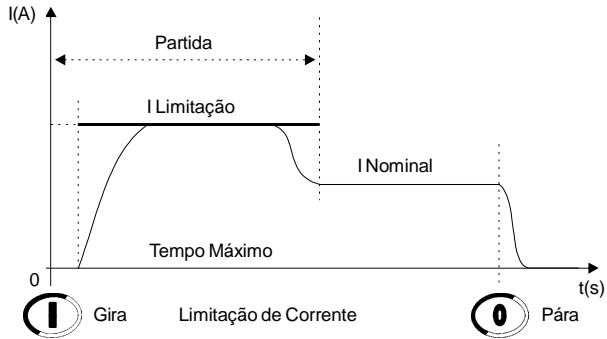 I(A)
Partida
I Limitação
I Nominal
Tempo Máximo
0
t(s)
I Gira
Limitação de Corrente
0 Pára